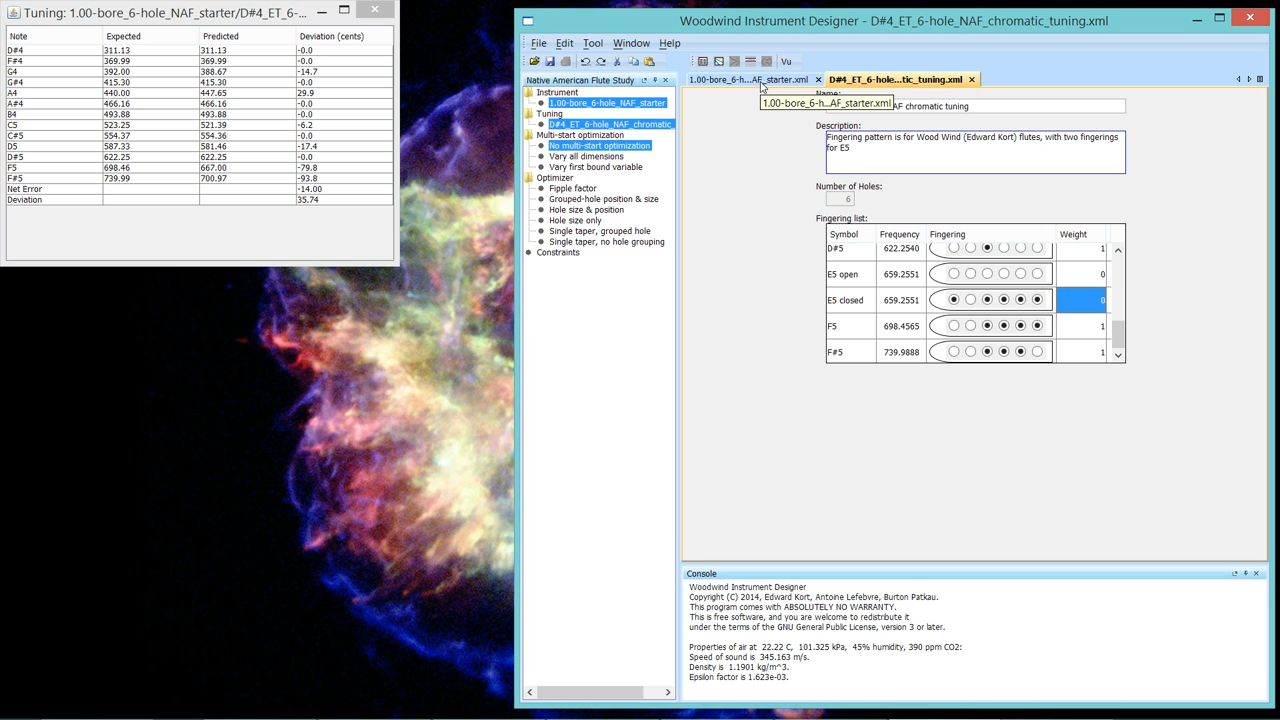 Tuning: 1.00-bore_6-hole_NAF_starter/D#4_ET_6-...
Note Expected Predicted Deviation (cents)
D#4 311.13 311.13 -0.0
F#4 369.99 369.99 -0.0
G4 392.00 388.67 -14.7
G#4 415.30 415.30 -0.0
A4 440.00 447.65 29.9
A#4 466.16 466.16 -0.0
B4 493.88 493.88 -0.0
C5 523.25 521.39 -6.2
C#5 554.37 554.36 -0.0
D5 587.33 581.46 -17.4
D#5 622.25 622.25 -0.0
F5 698.46 667.00 -79.8
F#5 739.99 700.97 -93.8
Net Error -14.00
Deviation 35.74
Woodwind Instrument Designer - D#4_ET_6-hole_NAF_chromatic_tuning.xml
File Edit Tool Window Help
Vu
Native American Flute Study
Instrument
1.00-bore_6-hole_NAF_starter
Tuning
D#4_ET_6-hole_NAF_chromatic_
Multi-start optimization
No multi-start optimization
Vary all dimensions
Vary first bound variable
Optimizer
Fipple factor
Grouped-hole position & size
Hole size & position
Hole size only
Single taper, grouped hole
Single taper, no hole grouping
Constraints
1.00-bore_6-h...AF_starter.xml D#4_ET_6-hole...tic_tuning.xml
Name:
1.00-bore_6-h...AF_starter.xml
AF chromatic tuning
Description:
Fingering pattern is for Wood Wind (Edward Kort) flutes, with two fingerings
for E5
Number of Holes:
6
Fingering list:
Symbol Frequency Fingering Weight
D#5 622.2540 1
E5 open 659.2551 0
E5 closed 659.2551 0
F5 698.4565 1
F#5 739.9888 1
Console
Woodwind Instrument Designer
Copyright (C) 2014, Edward Kort, Antoine Lefebvre, Burton Patkau.
This program comes with ABSOLUTELY NO WARRANTY.
This is free software, and you are welcome to redistribute it
under the terms of the GNU General Public License, version 3 or later.
Properties of air at 22.22 C, 101.325 kPa, 45% humidity, 390 ppm CO2:
Speed of sound is 345.163 m/s.
Density is 1.1901 kg/m^3.
Epsilon factor is 1.623e-03.